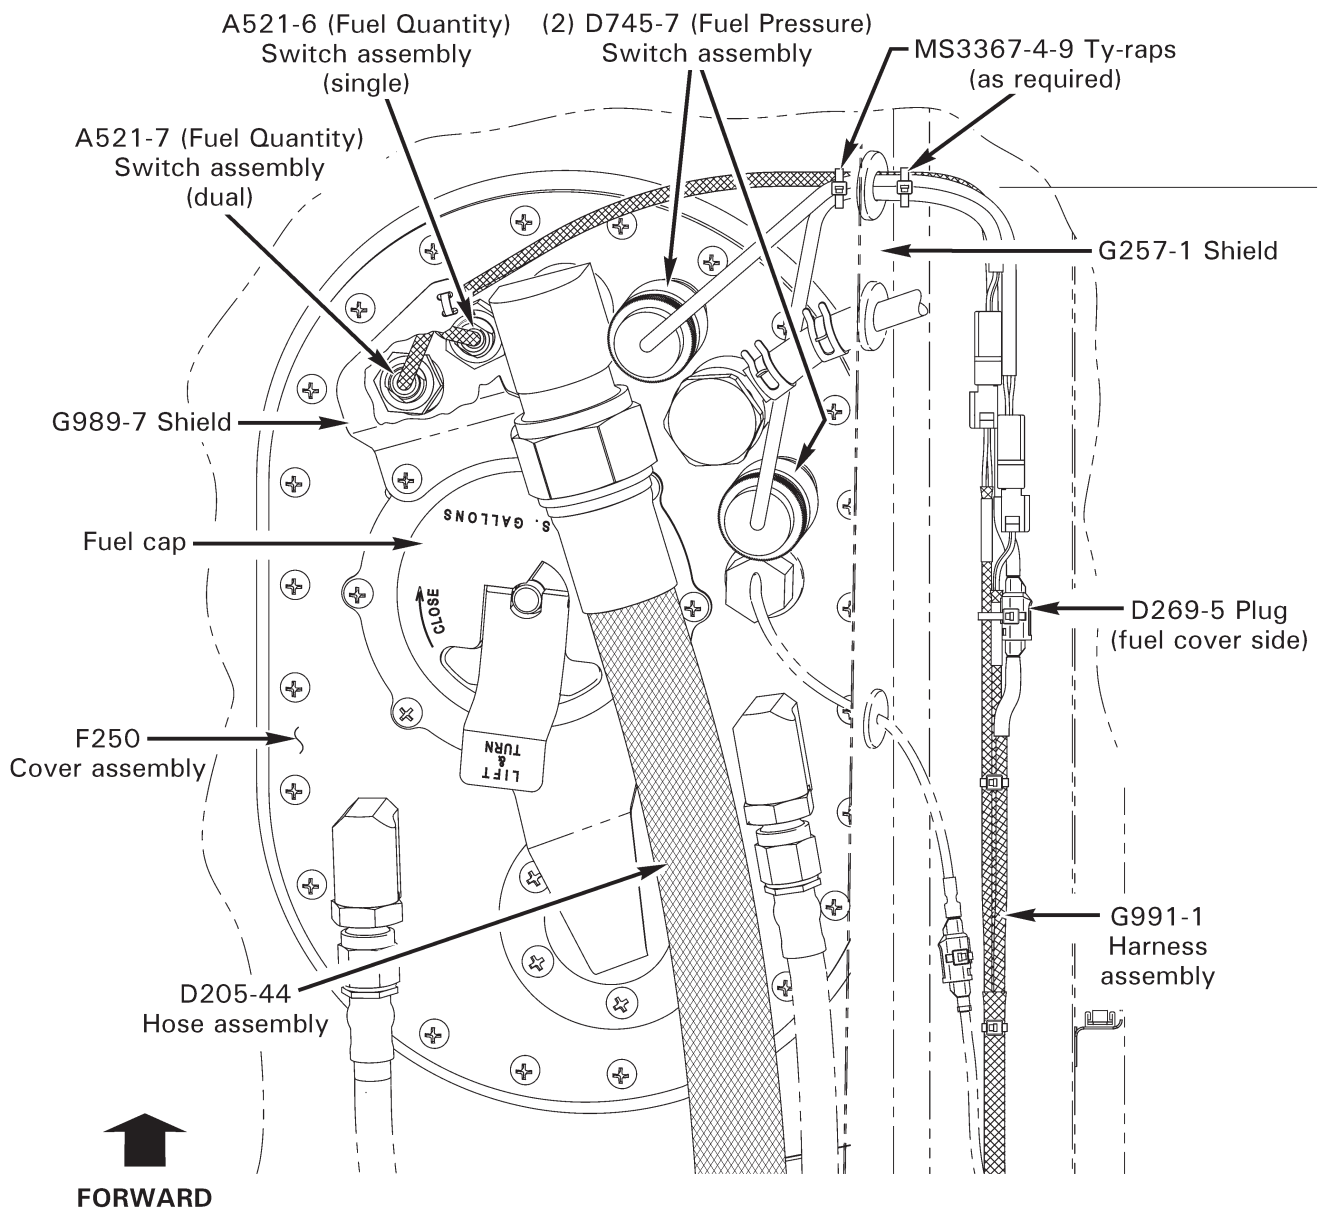 A521-6 (Fuel Quantity)
Switch assembly
(single)
(2) D745-7 (Fuel Pressure)
Switch assembly
MS3367-4-9 Ty-raps
(as required)
A521-7 (Fuel Quantity)
Switch assembly
(dual)
G257-1 Shield
G989-7 Shield
S. GALLONS
Fuel cap
CLOSE
D269-5 Plug
(fuel cover side)
F250
Cover assembly
LIFT
&
TURN
G991-1
Harness
assembly
D205-44
Hose assembly
FORWARD